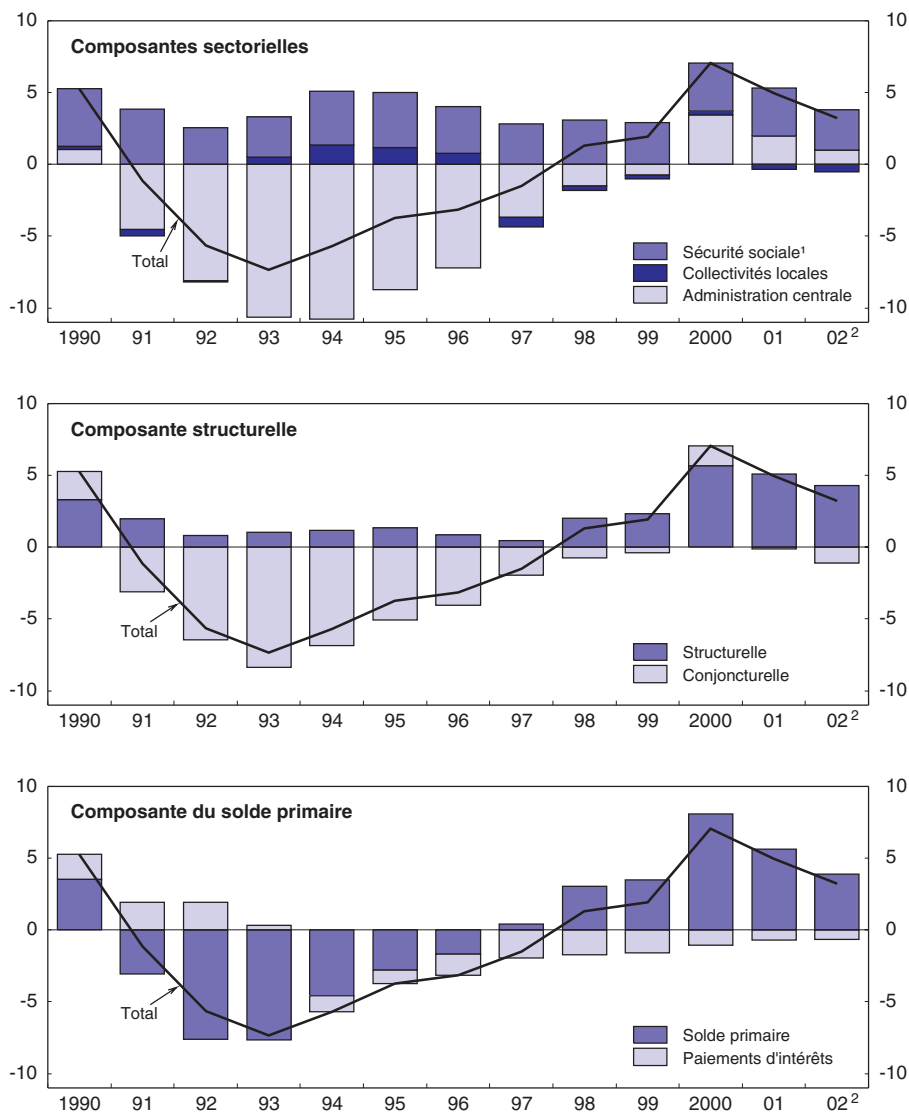 10 10
Composantes sectorielles
5 5
0 0
Total
Sécurité sociale¹
-5 -5
Collectivités locales
Administration centrale
-10 -10
1990 91 92 93 94 95 96 97 98 99 2000 01 02²
10 10
Composante structurelle
5 5
0 0
-5 -5
Total
Structurelle
Conjoncturelle
-10 -10
1990 91 92 93 94 95 96 97 98 99 2000 01 02²
10 10
Composante du solde primaire
5 5
0 0
-5 -5
Total
Solde primaire
Paiements d'intérêts
-10 -10
1990 91 92 93 94 95 96 97 98 99 2000 01 02²